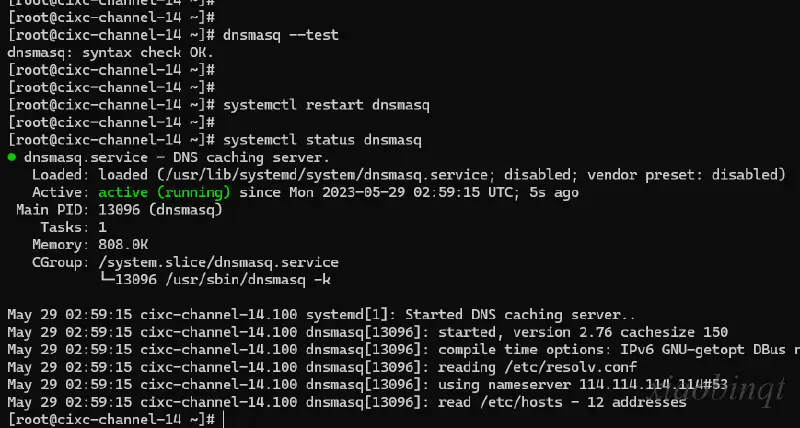 [root@cixc-channel-14 ~]#
[root@cixc-channel-14 ~]#
[root@cixc-channel-14 ~]# dnsmasq --test
dnsmasq: syntax check OK.
[root@cixc-channel-14 ~]#
[root@cixc-channel-14 ~]#
[root@cixc-channel-14 ~]# systemctl restart dnsmasq
[root@cixc-channel-14 ~]#
[root@cixc-channel-14 ~]# systemctl status dnsmasq
● dnsmasq.service - DNS caching server.
Loaded: loaded (/usr/lib/systemd/system/dnsmasq.service; disabled; vendor preset: disabled)
Active: active (running) since Mon 2023-05-29 02:59:15 UTC; 5s ago
Main PID: 13096 (dnsmasq)
Tasks: 1
Memory: 808.0K
CGroup: /system.slice/dnsmasq.service
└─13096 /usr/sbin/dnsmasq -k
May 29 02:59:15 cixc-channel-14.100 systemd[1]: Started DNS caching server..
May 29 02:59:15 cixc-channel-14.100 dnsmasq[13096]: started, version 2.76 cachesize 150
May 29 02:59:15 cixc-channel-14.100 dnsmasq[13096]: compile time options: IPv6 GNU-getopt DBus n
May 29 02:59:15 cixc-channel-14.100 dnsmasq[13096]: reading /etc/resolv.conf
May 29 02:59:15 cixc-channel-14.100 dnsmasq[13096]: using nameserver 114.114.114.114#53
May 29 02:59:15 cixc-channel-14.100 dnsmasq[13096]: read /etc/hosts - 12 addresses
[root@cixc-channel-14 ~]#
xiaobinqt